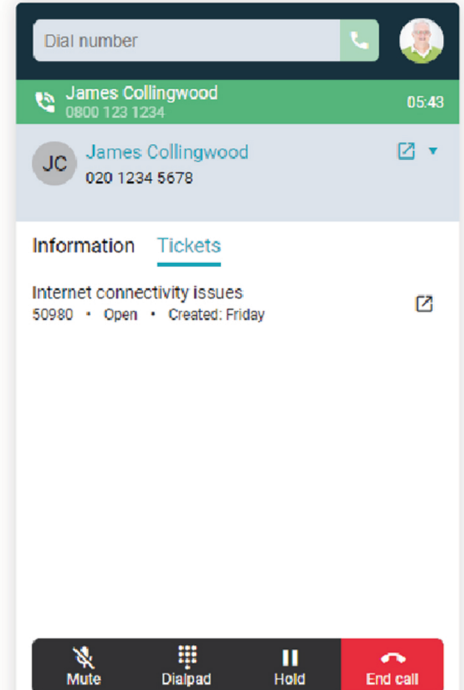 Dial number
James Collingwood
0800 123 1234
05:43
JC
James Collingwood
020 1234 5678
Information Tickets
Internet connectivity issues
50980 • Open • Created: Friday
Mute Dialpad Hold End call